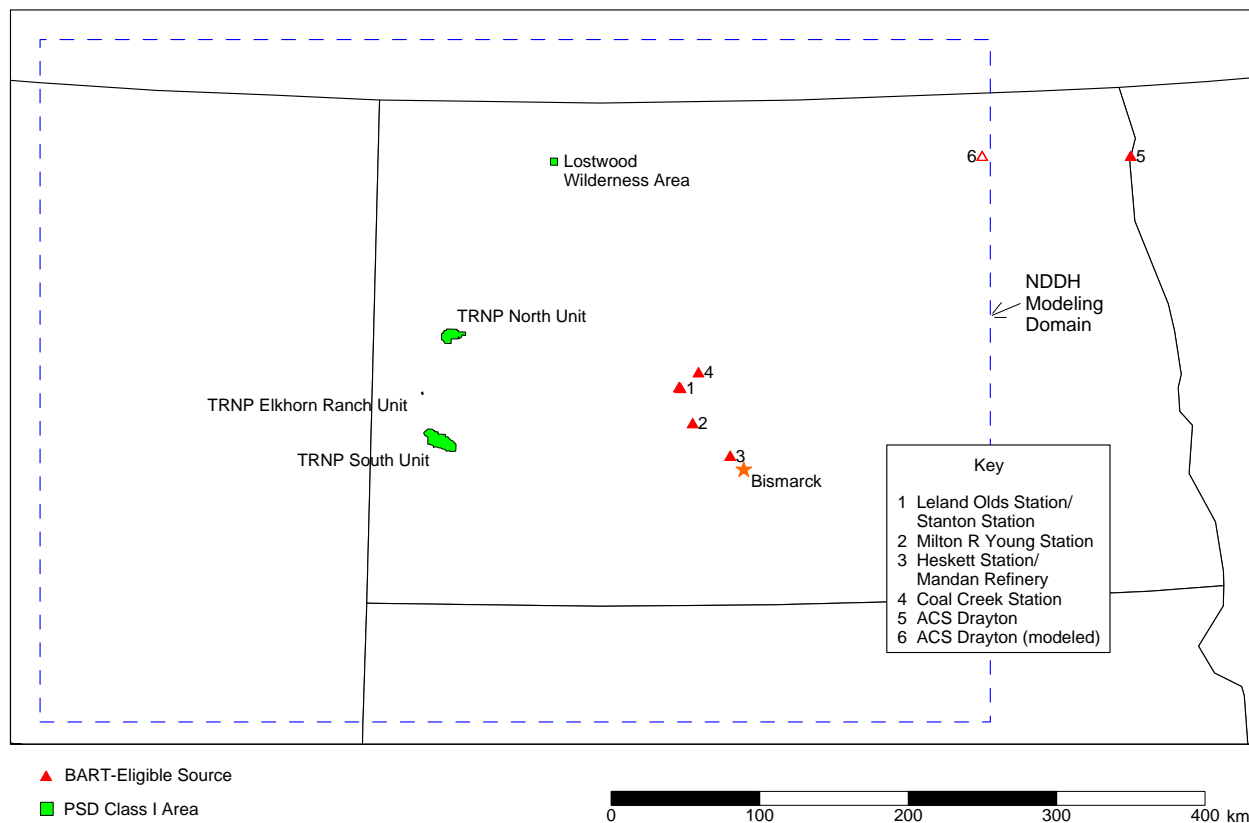 6
5
Lostwood
Wilderness Area
NDDH
Modeling
Domain
TRNP North Unit
4
1
TRNP Elkhorn Ranch Unit
2
TRNP South Unit
3
Bismarck
Key
1 Leland Olds Station/
Stanton Station
2 Milton R Young Station
3 Heskett Station/
Mandan Refinery
4 Coal Creek Station
5 ACS Drayton
6 ACS Drayton (modeled)
BART-Eligible Source
PSD Class I Area
0 100 200 300 400 km